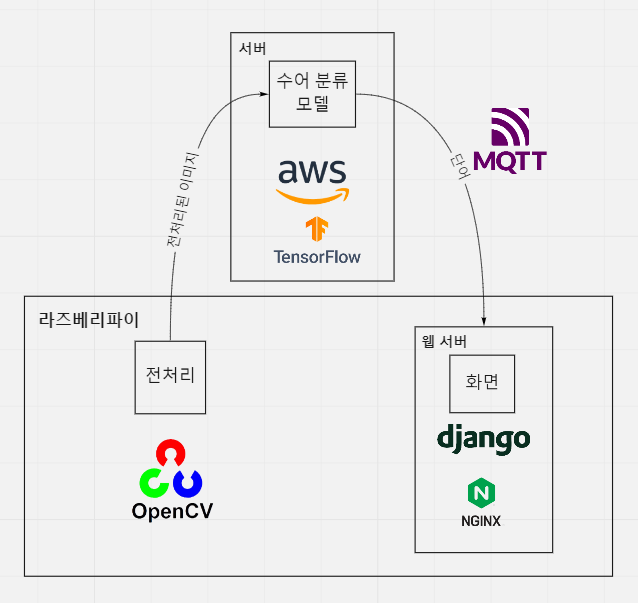 서버
수어 분류
모델
aws
TensorFlow
전처리된 이미지
단어
MQTT
라즈베리파이
전처리
OpenCV
웹 서버
화면
django
N
NGINX